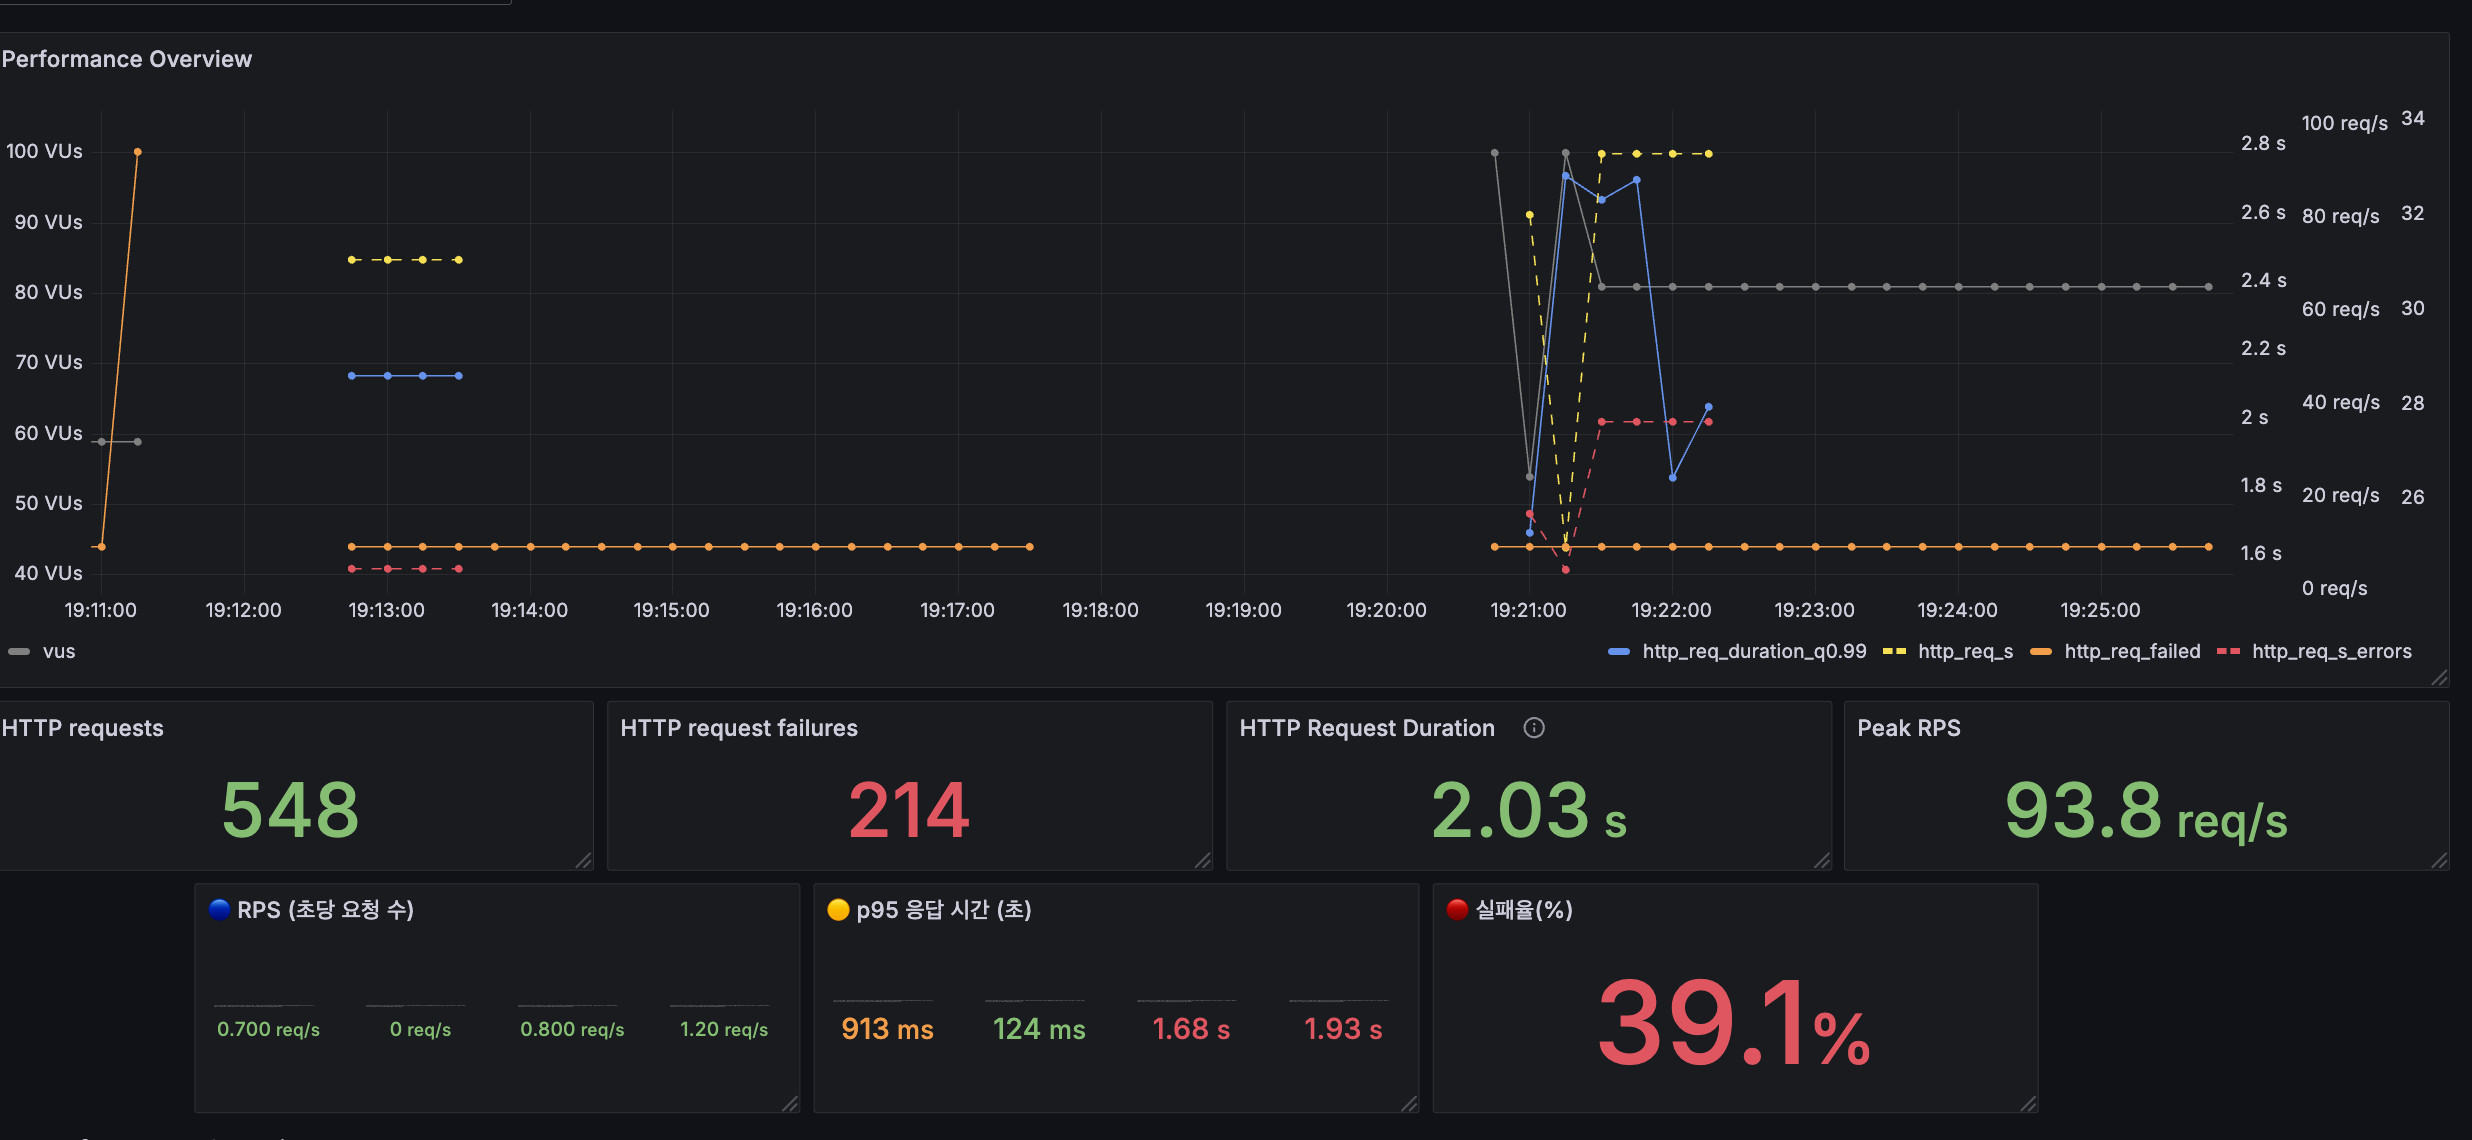 Performance Overview
100 VUs
90 VUs
80 VUs
70 VUs
60 VUs
50 VUs
40 VUs
2.8 s
2.6 s
2.4 s
2.2 s
2 s
1.8 s
1.6 s
100 req/s
80 req/s
60 req/s
40 req/s
20 req/s
0 req/s
34
32
30
28
26
19:11:00 19:12:00 19:13:00 19:14:00 19:15:00 19:16:00 19:17:00 19:18:00 19:19:00 19:20:00 19:21:00 19:22:00 19:23:00 19:24:00 19:25:00
vus http_req_duration_q0.99 http_req_s http_req_failed http_req_s_errors
HTTP requests
548
HTTP request failures
214
HTTP Request Duration
2.03 s
Peak RPS
93.8 req/s
RPS (초당 요청 수)
0.700 req/s 0 req/s 0.800 req/s 1.20 req/s
p95 응답 시간 (초)
913 ms 124 ms 1.68 s 1.93 s
실패율(%)
39.1%